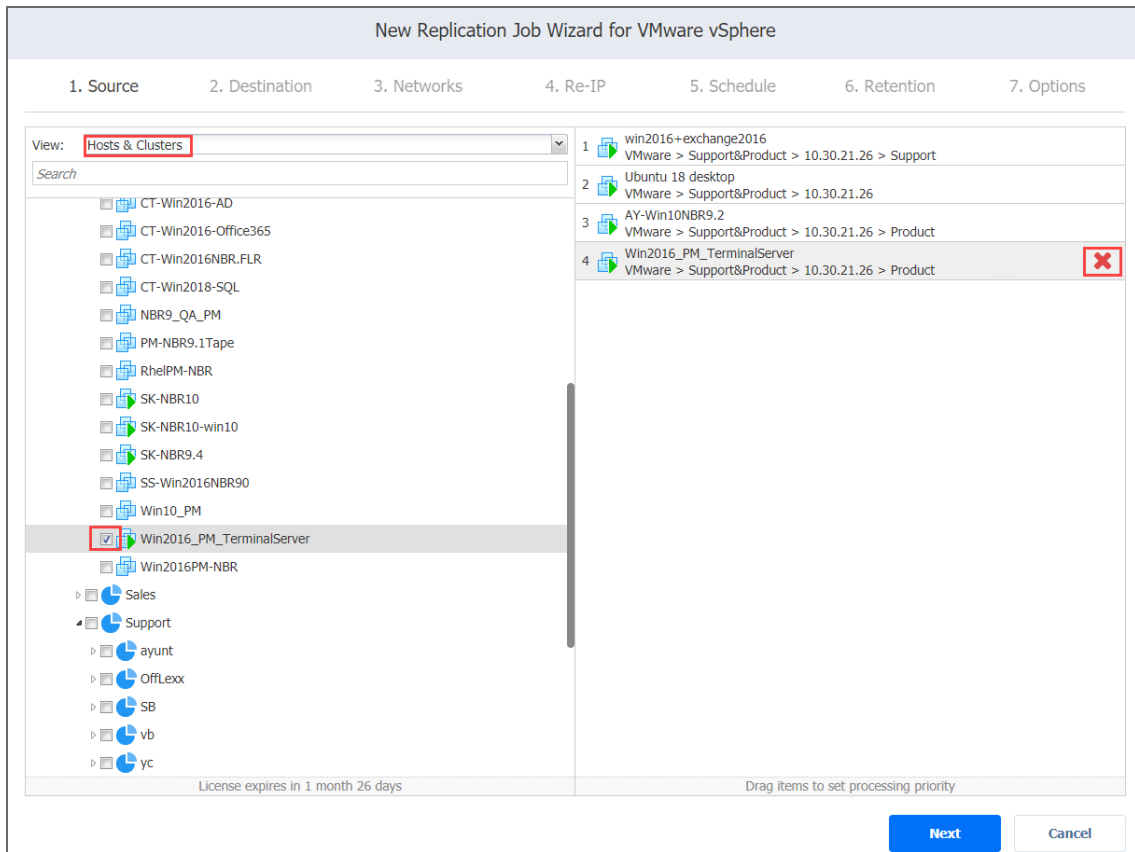 New Replication Job Wizard for VMware vSphere
1. Source 2. Destination 3. Networks 4. Re-IP 5. Schedule 6. Retention 7. Options
View: Hosts & Clusters
Search
CT-Win2016-AD
CT-Win2016-Office365
CT-Win2016NBR.FLR
CT-Win2018-SQL
NBR9_QA_PM
PM-NBR9.1Tape
RhelPM-NBR
SK-NBR10
SK-NBR10-win10
SK-NBR9.4
SS-Win2016NBR90
Win10_PM
Win2016_PM_TerminalServer
Win2016PM-NBR
Sales
Support
ayunt
OffLexx
SB
vb
yc
License expires in 1 month 26 days
1 win2016+exchange2016
VMware > Support&Product > 10.30.21.26 > Support
2 Ubuntu 18 desktop
VMware > Support&Product > 10.30.21.26
3 AY-Win10NBR9.2
VMware > Support&Product > 10.30.21.26 > Product
4 Win2016_PM_TerminalServer
VMware > Support&Product > 10.30.21.26 > Product
Drag items to set processing priority
Next Cancel